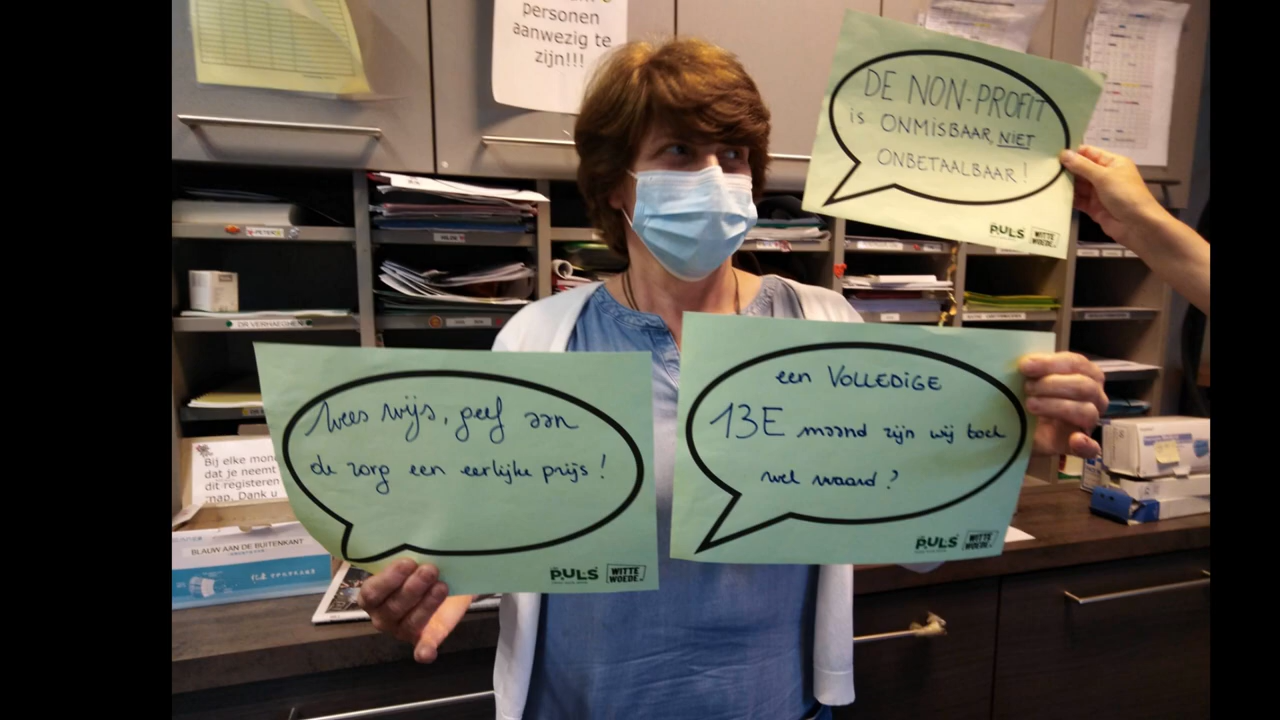 personen
aanwezig te
zijn!!!
DE NON-PROFIT
is ONMISBAAR, NIET
ONBETAALBAAR!
PULS
WITTE
WOEDE
een VOLLEDIGE
13E maand zijn wij toch
wel waard?
PULS
WITTE
WOEDE
Wees wijs, geef aan
de zorg een eerlijke prijs!
PULS
WITTE
WOEDE
DR VERHAEGHE
Bij elke
dat je neemt
dit registeren
map. Dank u
BLAUW AAN DE BUITENKANT